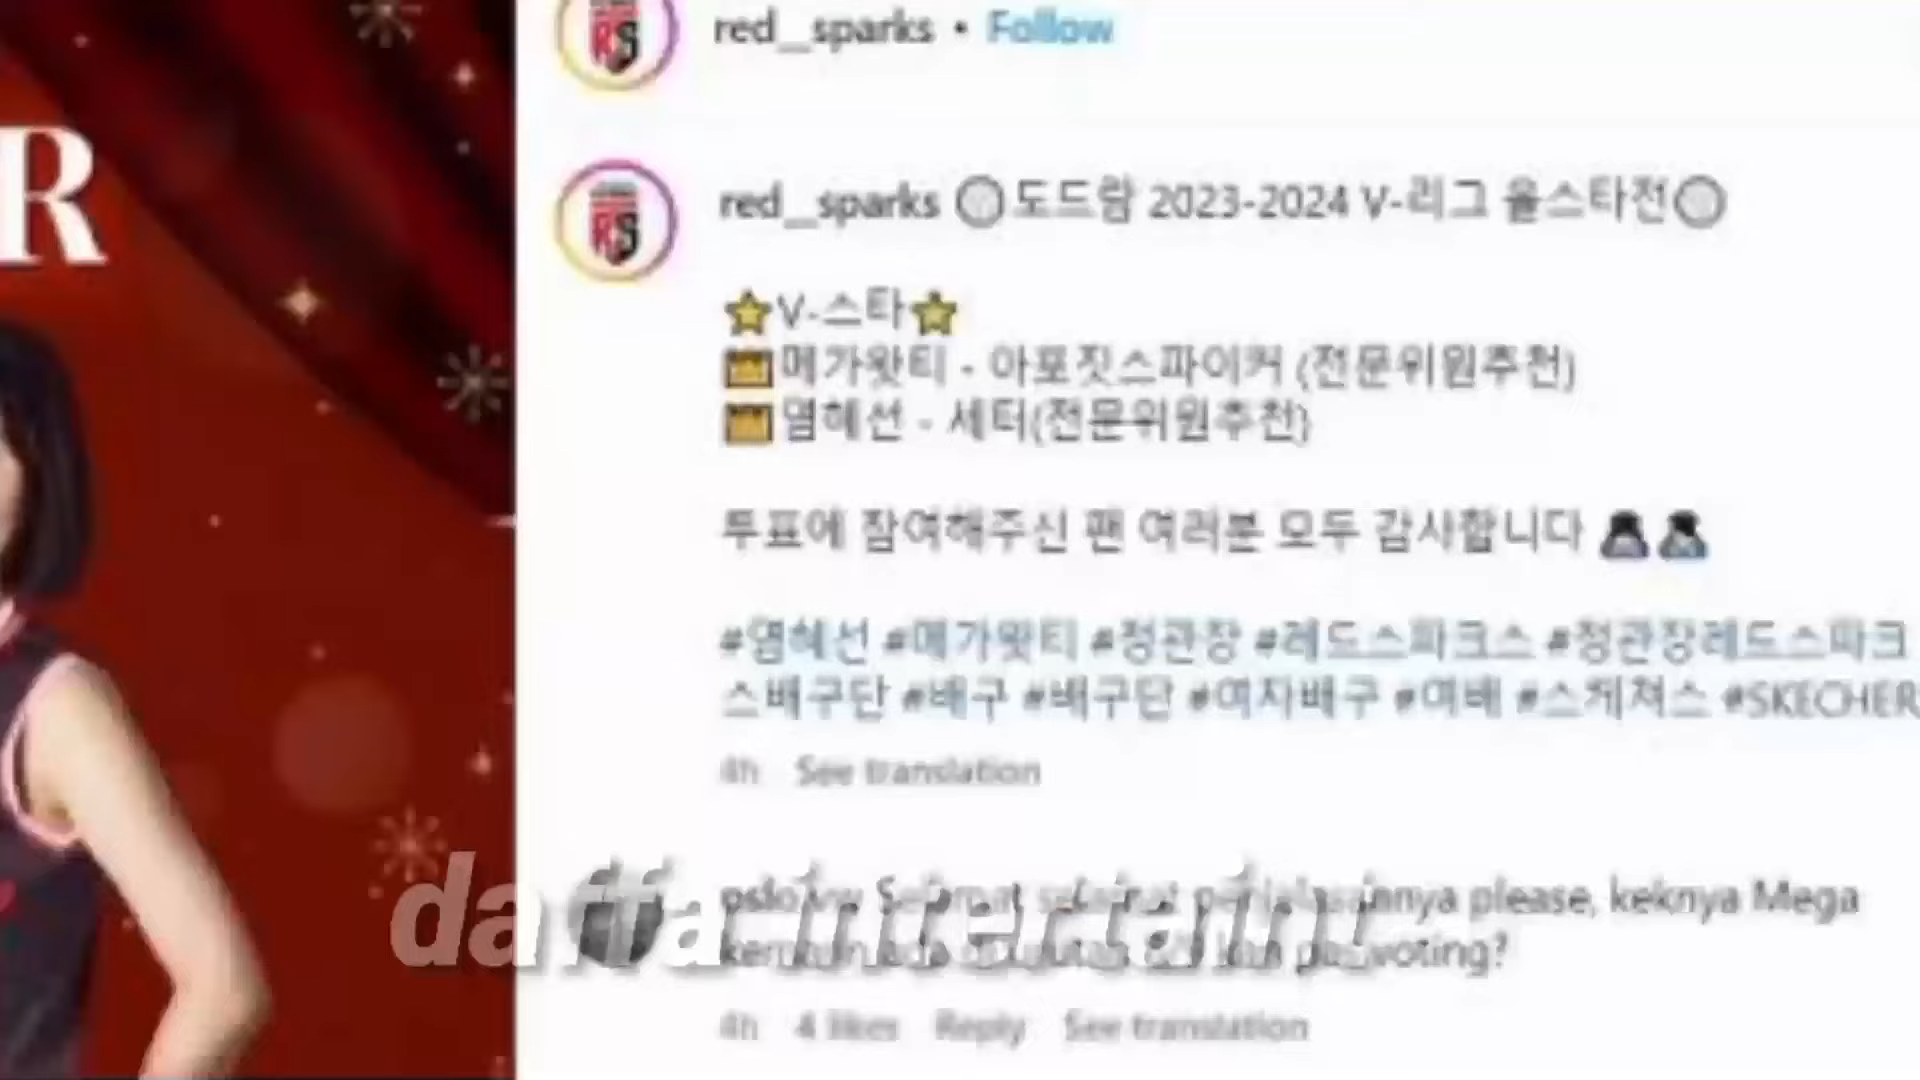 R
red__sparks • Follow
red__sparks 도드람 2023-2024 V-리그 올스타전
⭐V-스타⭐
메가왓티 - 아포짓스파이커 (전문위원추천)
염혜선 - 세터(전문위원추천)
투표에 참여해주신 팬 여러분 모두 감사합니다
#염혜선 #메가왓티 #정관장 #레드스파크스 #정관장레드스파크
스배구단 #배구 #배구단 #여자배구 #여배 #스케쳐스 #SKECHER
4h See translation
Selamat please, keknya Mega
voting?
daffa intertaint
4h 4 likes Reply See translation